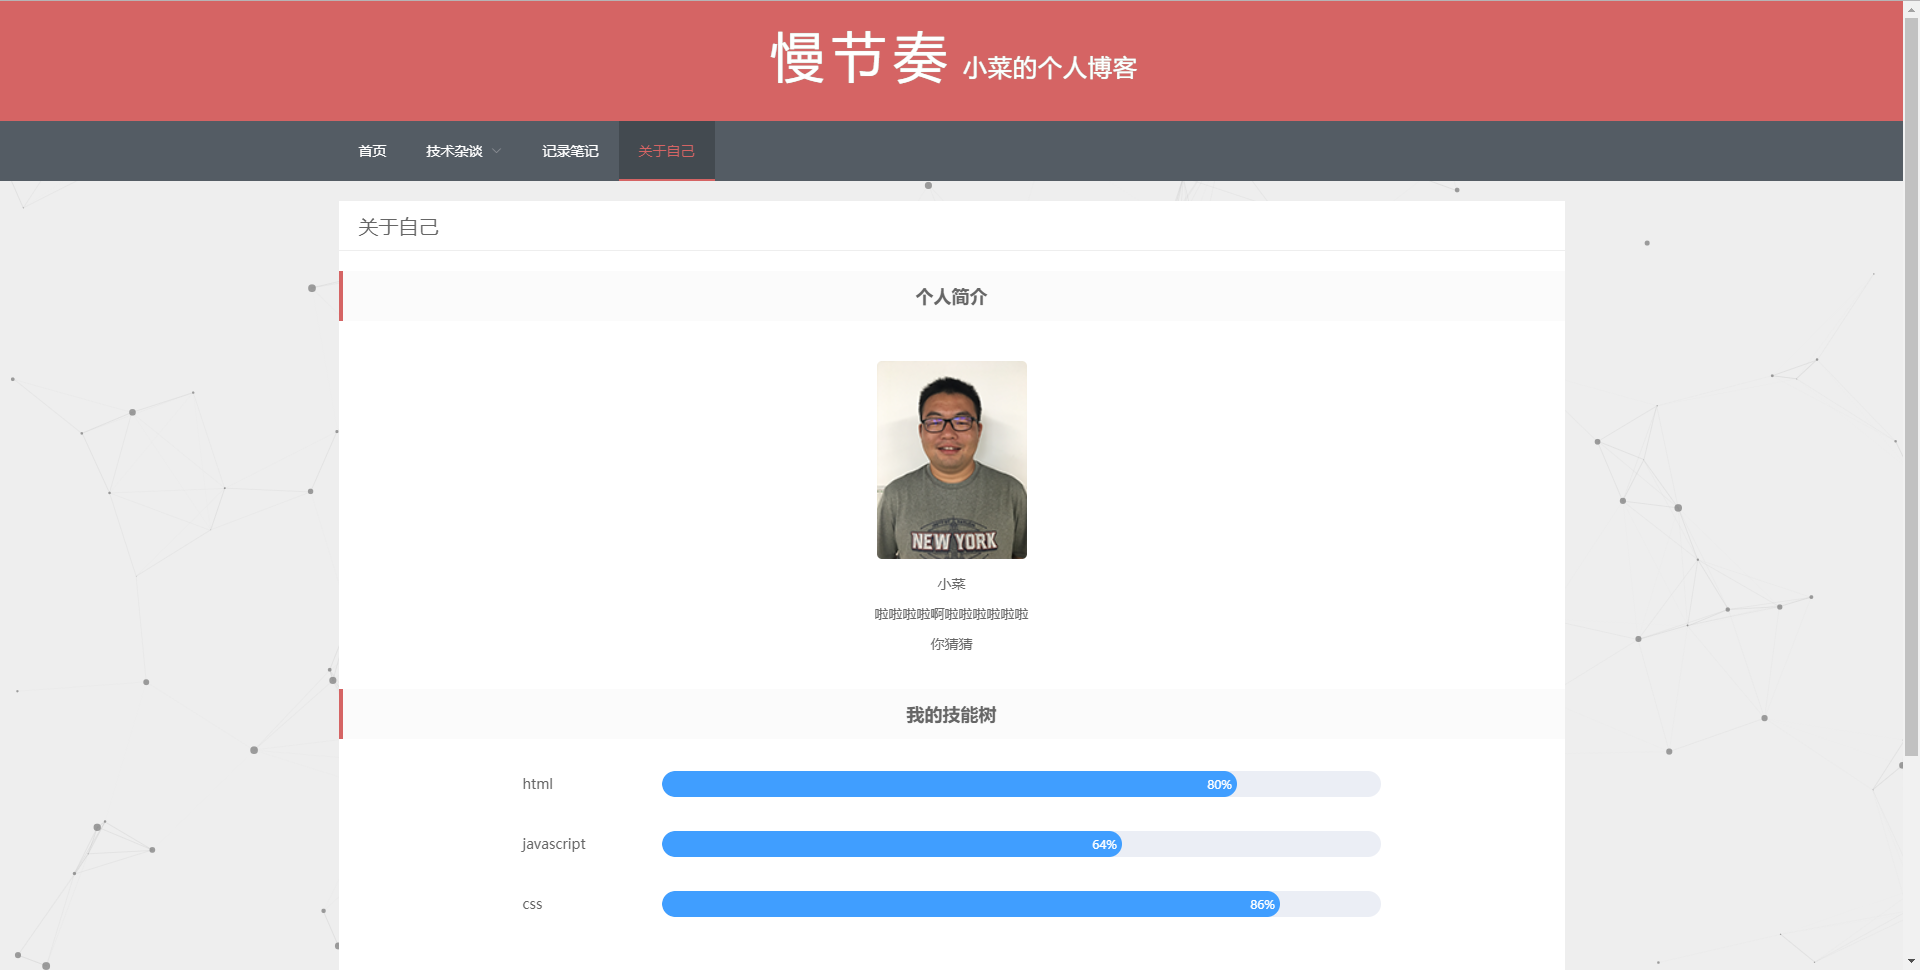 慢节奏 小菜的个人博客
首页 技术杂谈 记录笔记 关于自己
关于自己
个人简介
NEW YORK
小菜
啦啦啦啦啊啦啦啦啦啦啦
你猜猜
我的技能树
html 80%
javascript 64%
css 86%